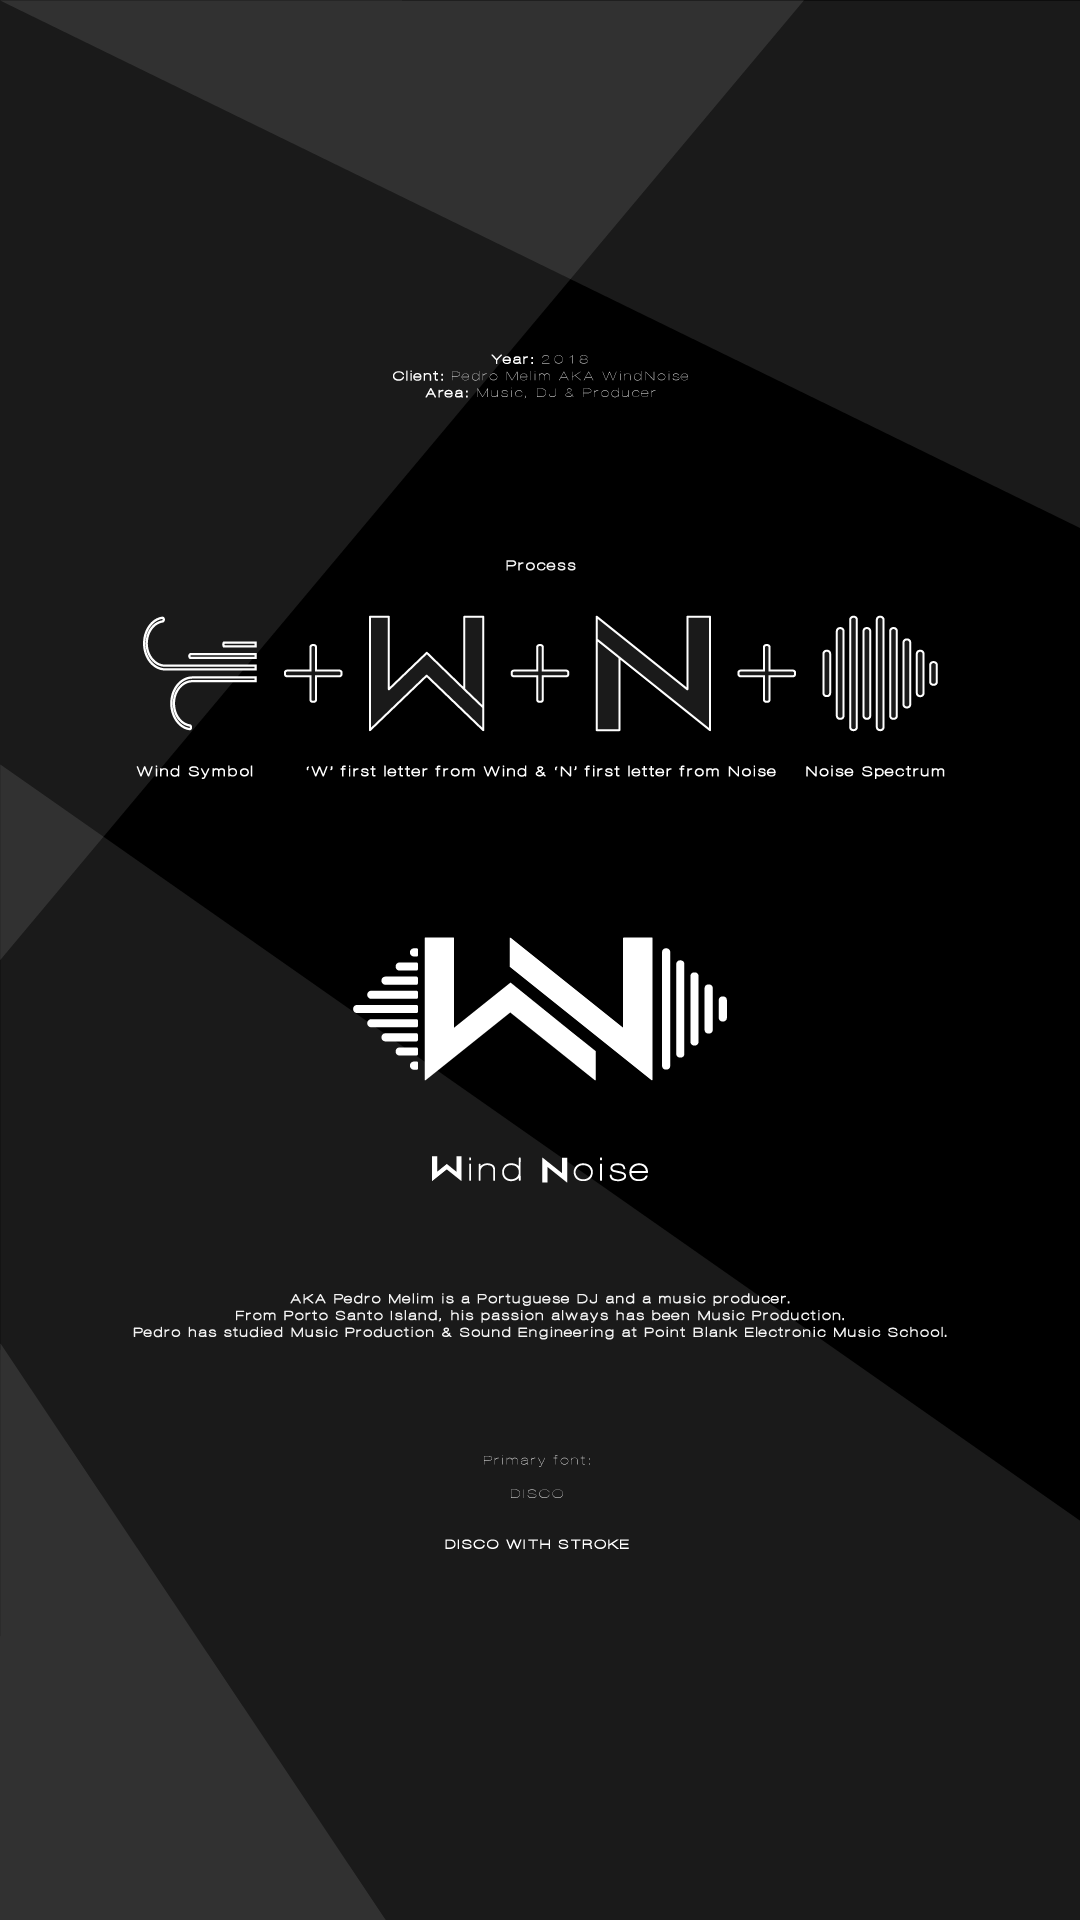 Year: 2018
Client: Pedro Melim AKA WindNoise
Area: Music, DJ & Producer
Process
W N
Wind Symbol ‘W’ first letter from Wind & ‘N’ first letter from Noise Noise Spectrum
WN
Wind Noise
AKA Pedro Melim is a Portuguese DJ and a music producer.
From Porto Santo Island, his passion always has been Music Production.
Pedro has studied Music Production & Sound Engineering at Point Blank Electronic Music School.
Primary font:
DISCO
DISCO WITH STROKE